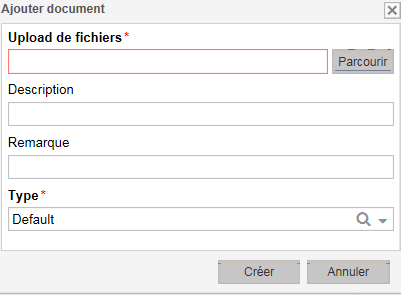 Ajouter document
Upload de fichiers*
Parcourir
Description
Remarque
Type*
Default
Créer Annuler